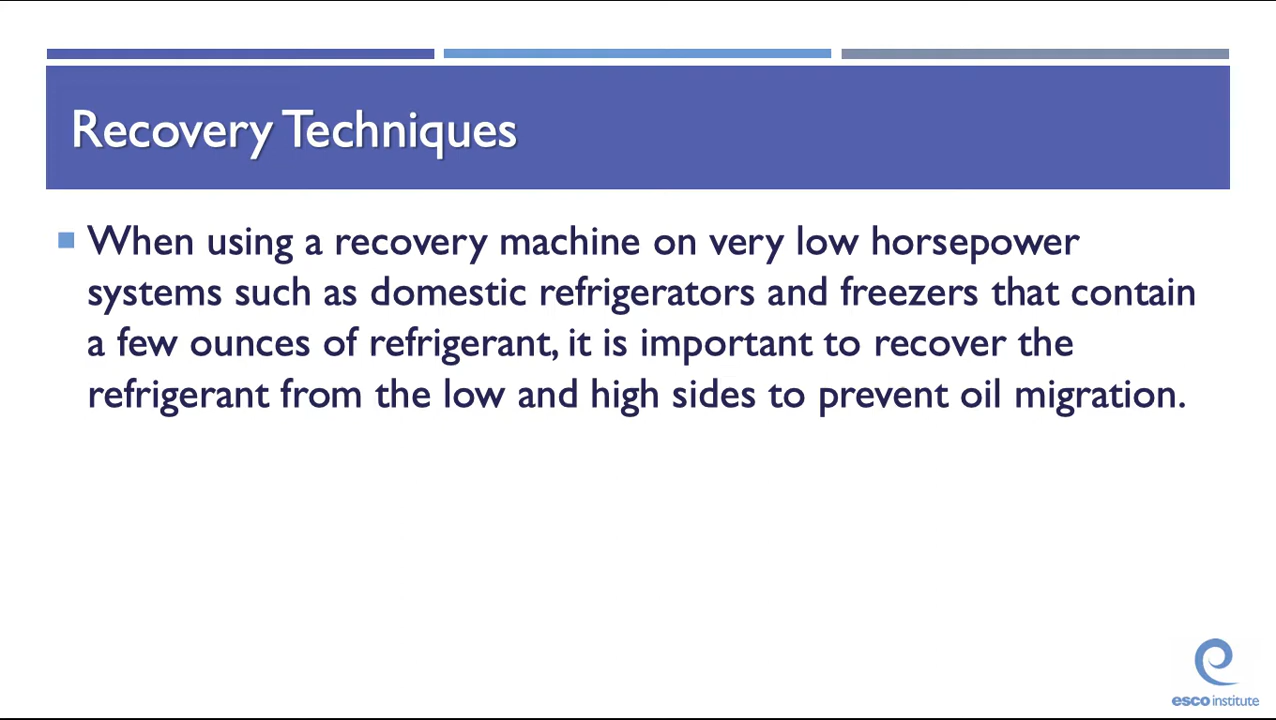 Recovery Techniques
When using a recovery machine on very low horsepower
systems such as domestic refrigerators and freezers that contain
a few ounces of refrigerant, it is important to recover the
refrigerant from the low and high sides to prevent oil migration.
esco institute